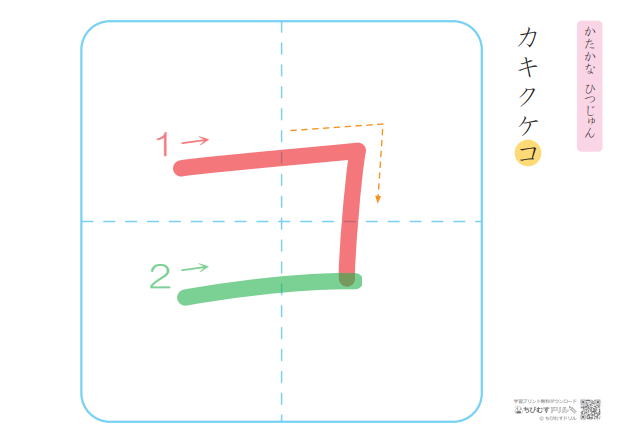 かたかな ひつじゅん
カキクケコ
1
コ
2
学習プリント無料ダウンロード
ちびむすドリル
© ちびむすドリル